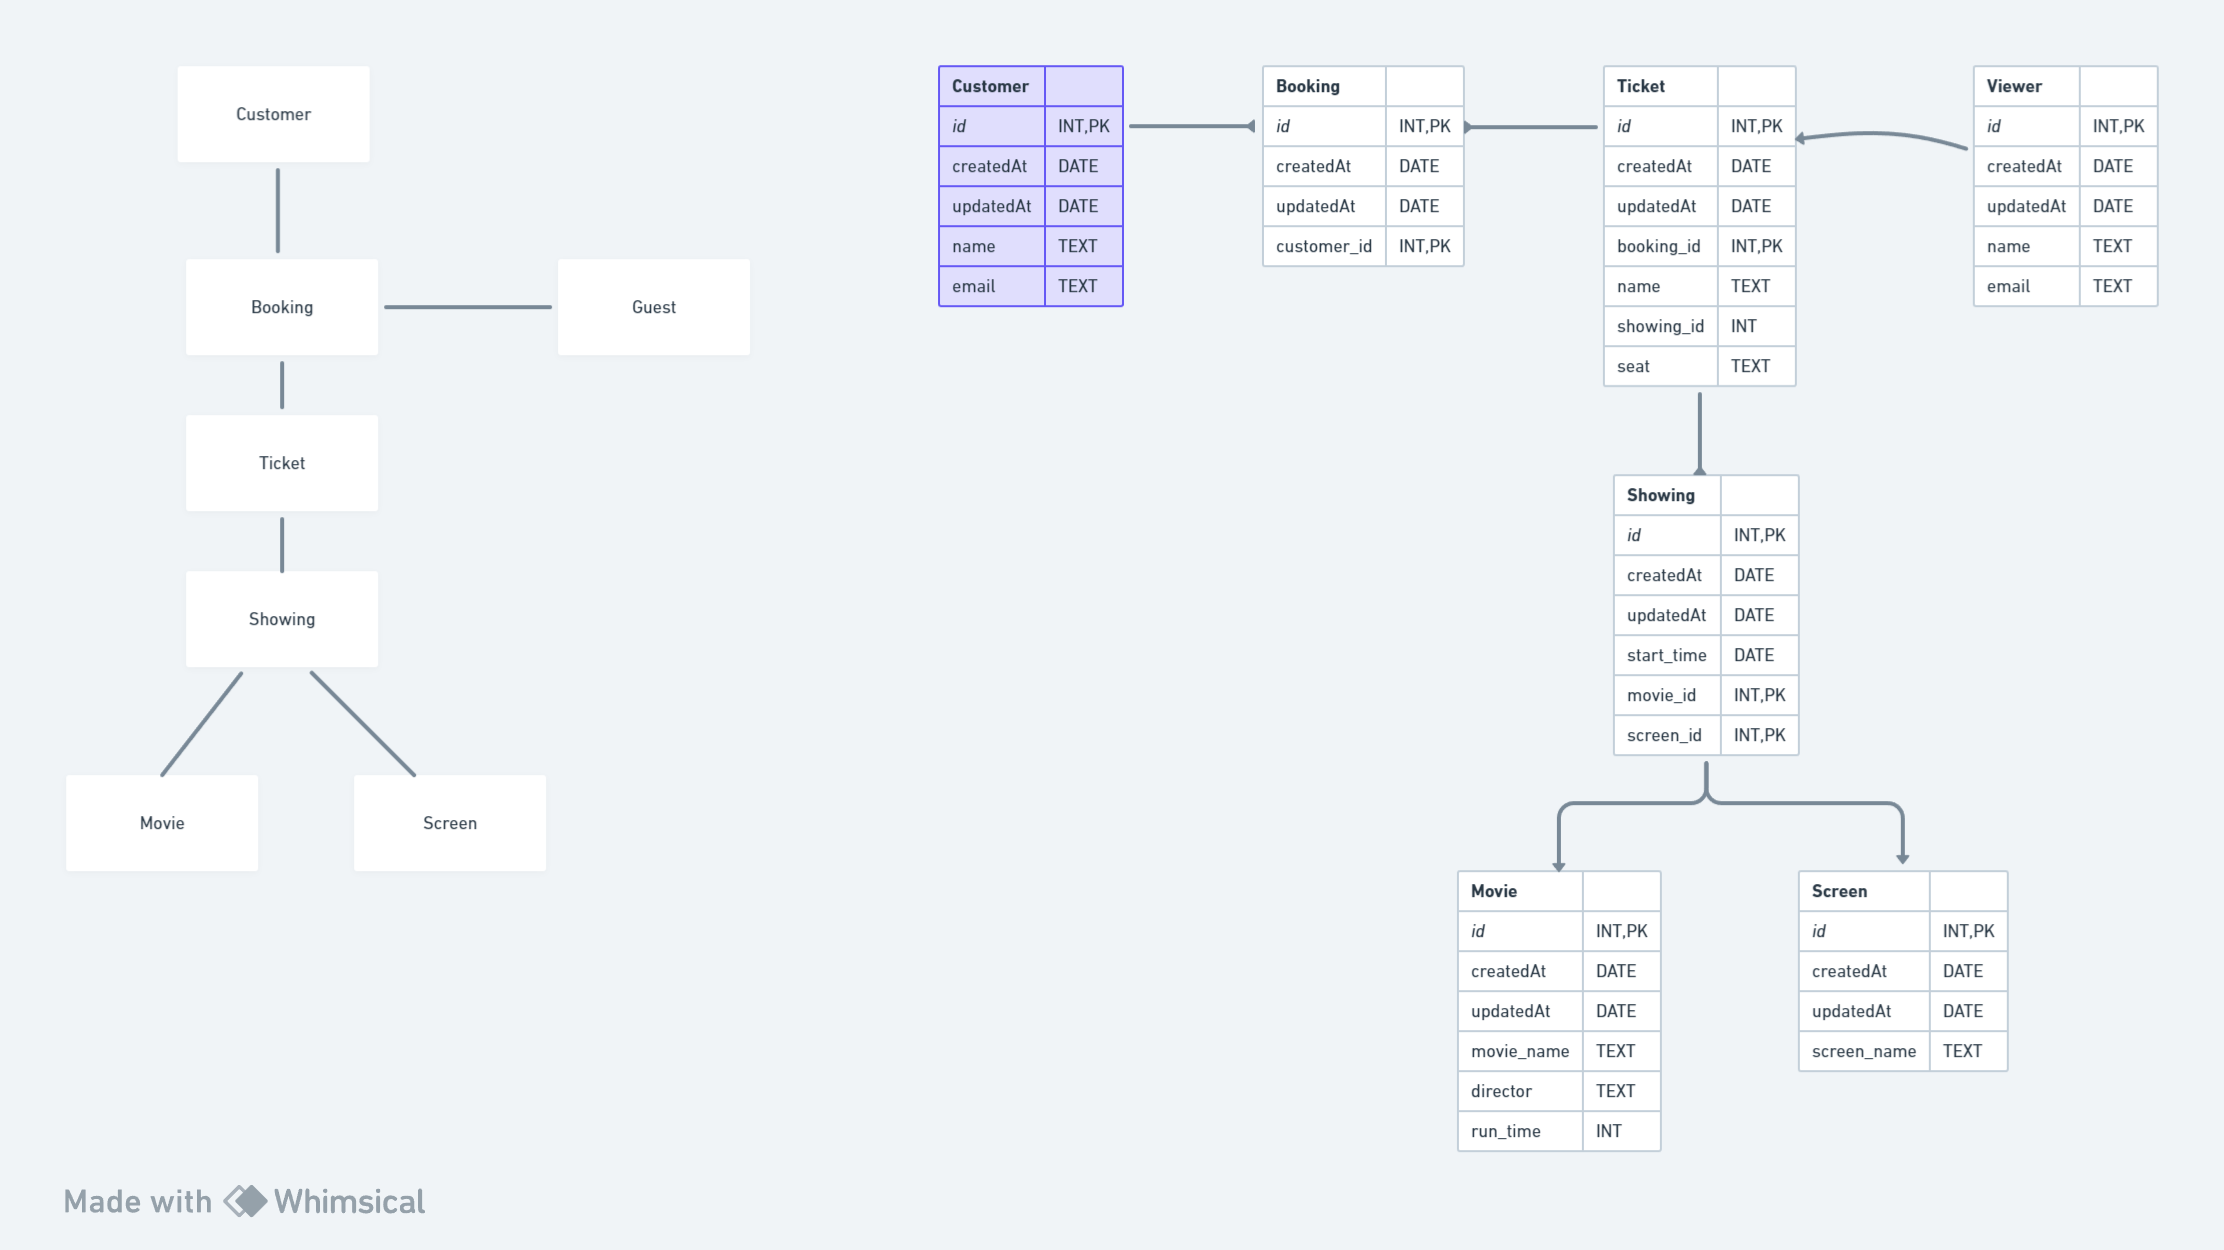 Customer
Booking
Guest
Ticket
Showing
Movie
Screen
Customer
id INT,PK
createdAt DATE
updatedAt DATE
name TEXT
email TEXT
Booking
id INT,PK
createdAt DATE
updatedAt DATE
customer_id INT,PK
Ticket
id INT,PK
createdAt DATE
updatedAt DATE
booking_id INT,PK
name TEXT
showing_id INT
seat TEXT
Viewer
id INT,PK
createdAt DATE
updatedAt DATE
name TEXT
email TEXT
Showing
id INT,PK
createdAt DATE
updatedAt DATE
start_time DATE
movie_id INT,PK
screen_id INT,PK
Movie
id INT,PK
createdAt DATE
updatedAt DATE
movie_name TEXT
director TEXT
run_time INT
Screen
id INT,PK
createdAt DATE
updatedAt DATE
screen_name TEXT
Made with Whimsical